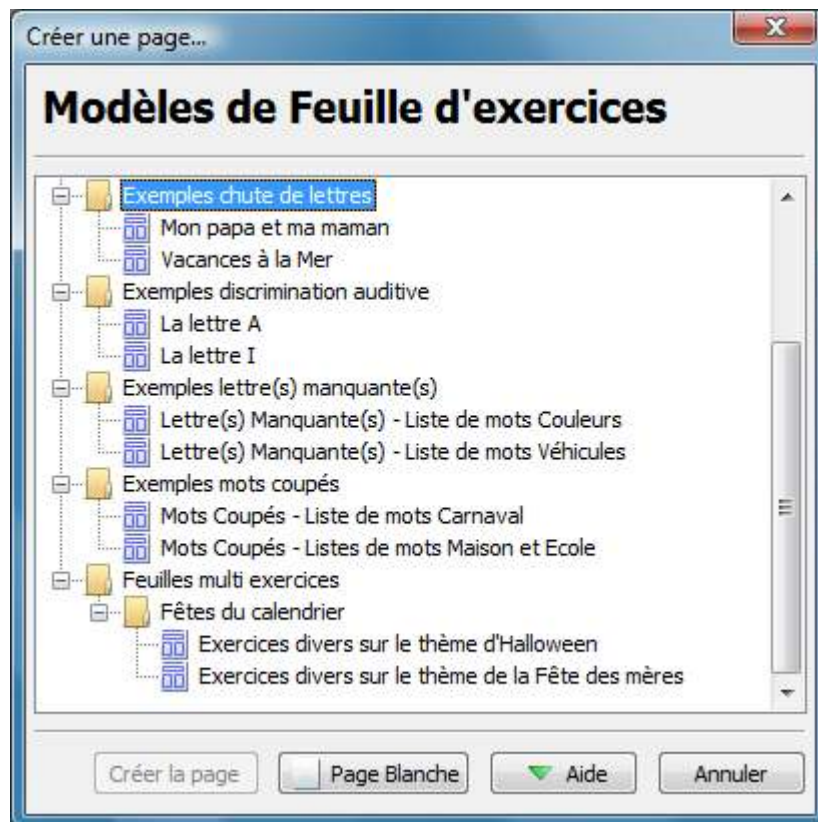 Créer une page...
Modèles de Feuille d'exercices
Exemples chute de lettres
Mon papa et ma maman
Vacances à la Mer
Exemples discrimination auditive
La lettre A
La lettre I
Exemples lettre(s) manquante(s)
Lettre(s) Manquante(s) - Liste de mots Couleurs
Lettre(s) Manquante(s) - Liste de mots Véhicules
Exemples mots coupés
Mots Coupés - Liste de mots Carnaval
Mots Coupés - Listes de mots Maison et Ecole
Feuilles multi exercices
Fêtes du calendrier
Exercices divers sur le thème d'Halloween
Exercices divers sur le thème de la Fête des mères
Créer la page Page Blanche Aide Annuler